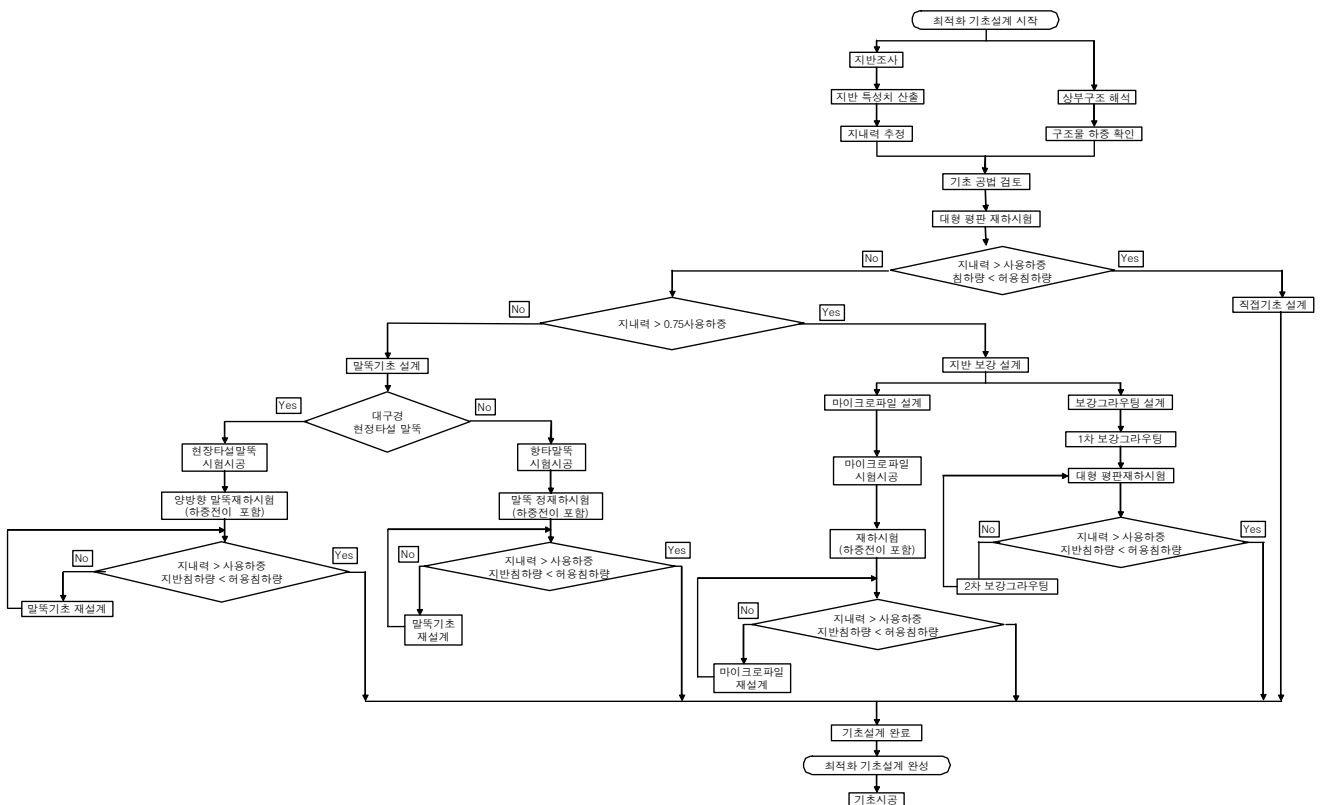 최적화 기초설계 시작
지반조사
지반 특성치 산출
상부구조 해석
지내력 추정
구조물 하중 확인
기초 공법 검토
대형 평판 재하시험
No
지내력 > 사용하중
침하량 < 허용침하량
Yes
직접기초 설계
No
지내력 > 0.75사용하중
Yes
말뚝기초 설계
지반 보강 설계
Yes
대구경
현정타설 말뚝
No
마이크로파일 설계
보강그라우팅 설계
현장타설말뚝
시험시공
항타말뚝
시험시공
마이크로파일
시험시공
1차 보강그라우팅
대형 평판재하시험
양방향 말뚝재하시험
(하중전이 포함)
말뚝 정재하시험
(하중전이 포함)
재하시험
(하중전이 포함)
No
지내력 > 사용하중
지반침하량 < 허용침하량
Yes
No
지내력 > 사용하중
지반침하량 < 허용침하량
Yes
No
지내력 > 사용하중
지반침하량 < 허용침하량
Yes
2차 보강그라우팅
말뚝기초 재설계
말뚝기초
재설계
No
지내력 > 사용하중
지반침하량 < 허용침하량
마이크로파일
재설계
기초설계 완료
최적화 기초설계 완성
기초시공